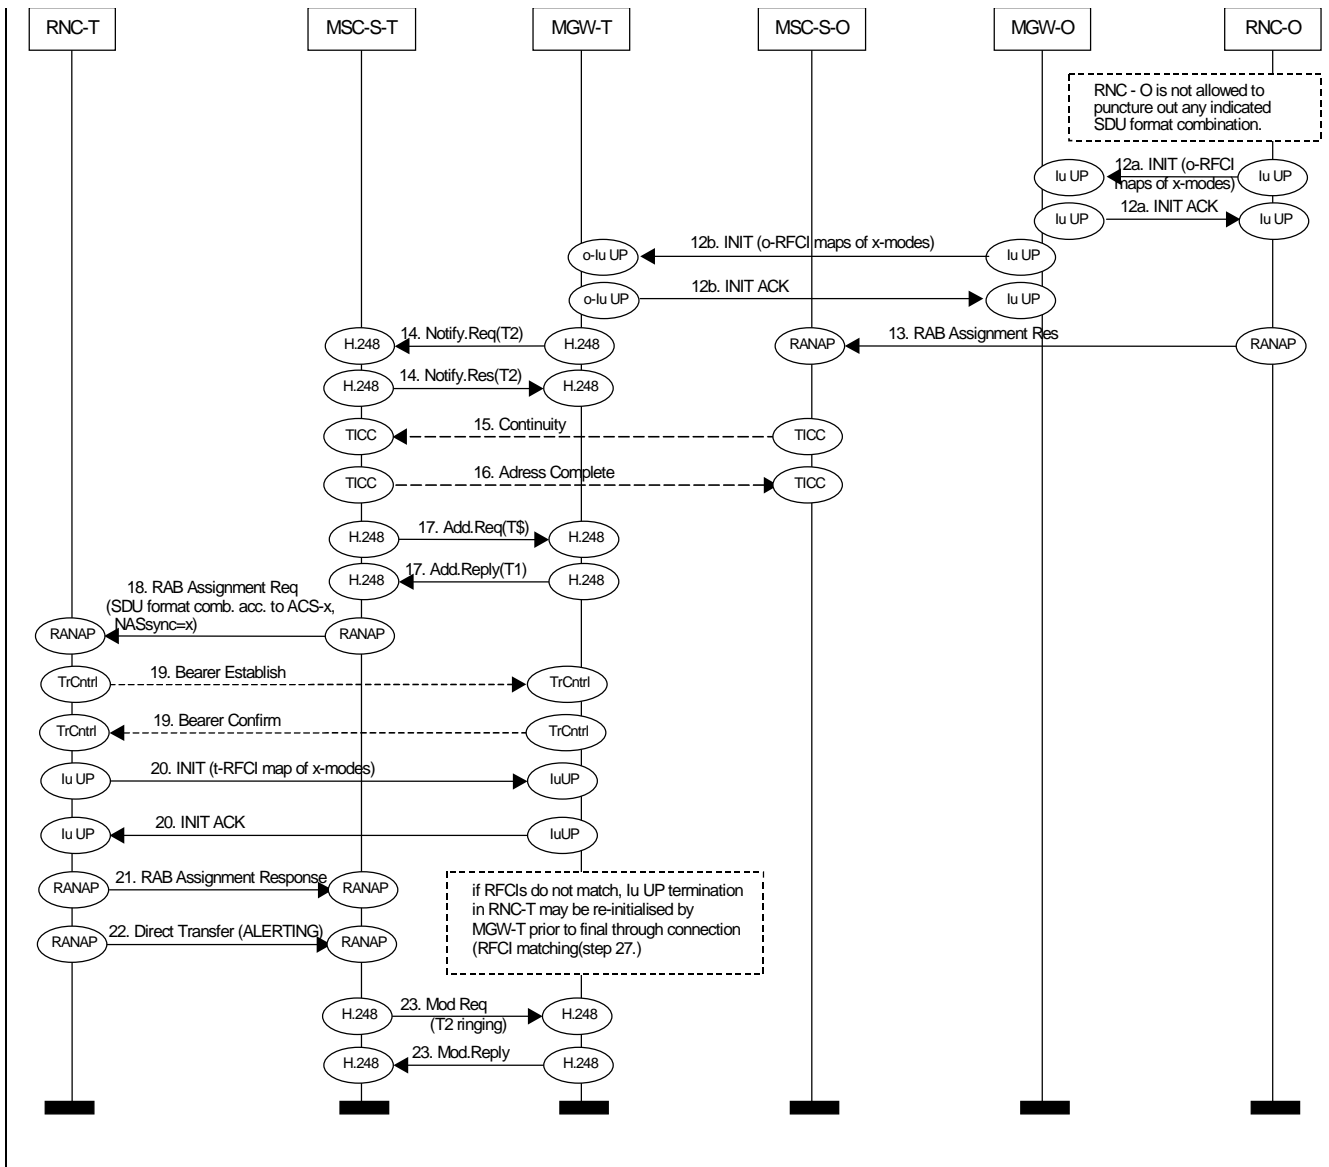 RNC-T
MSC-S-T
MGW-T
MSC-S-O
MGW-O
RNC-O
RNC - O is not allowed to
puncture out any indicated
SDU format combination.
Iu UP
12a. INIT (o-RFCI
maps of x-modes)
Iu UP
Iu UP
12a. INIT ACK
Iu UP
o-Iu UP
12b. INIT (o-RFCI maps of x-modes)
Iu UP
o-Iu UP
12b. INIT ACK
Iu UP
H.248
14. Notify.Req(T2)
H.248
RANAP
13. RAB Assignment Res
RANAP
H.248
14. Notify.Res(T2)
H.248
TICC
15. Continuity
TICC
TICC
16. Adress Complete
TICC
H.248
17. Add.Req(T$)
H.248
H.248
17. Add.Reply(T1)
H.248
18. RAB Assignment Req
(SDU format comb. acc. to ACS-x,
NASsync=x)
RANAP
RANAP
TrCntrl
19. Bearer Establish
TrCntrl
TrCntrl
19. Bearer Confirm
TrCntrl
Iu UP
20. INIT (t-RFCI map of x-modes)
IuUP
Iu UP
20. INIT ACK
IuUP
RANAP
21. RAB Assignment Response
RANAP
if RFCIs do not match, Iu UP termination
in RNC-T may be re-initialised by
MGW-T prior to final through connection
(RFCI matching(step 27.)
RANAP
22. Direct Transfer (ALERTING)
RANAP
H.248
23. Mod Req
(T2 ringing)
H.248
H.248
23. Mod.Reply
H.248